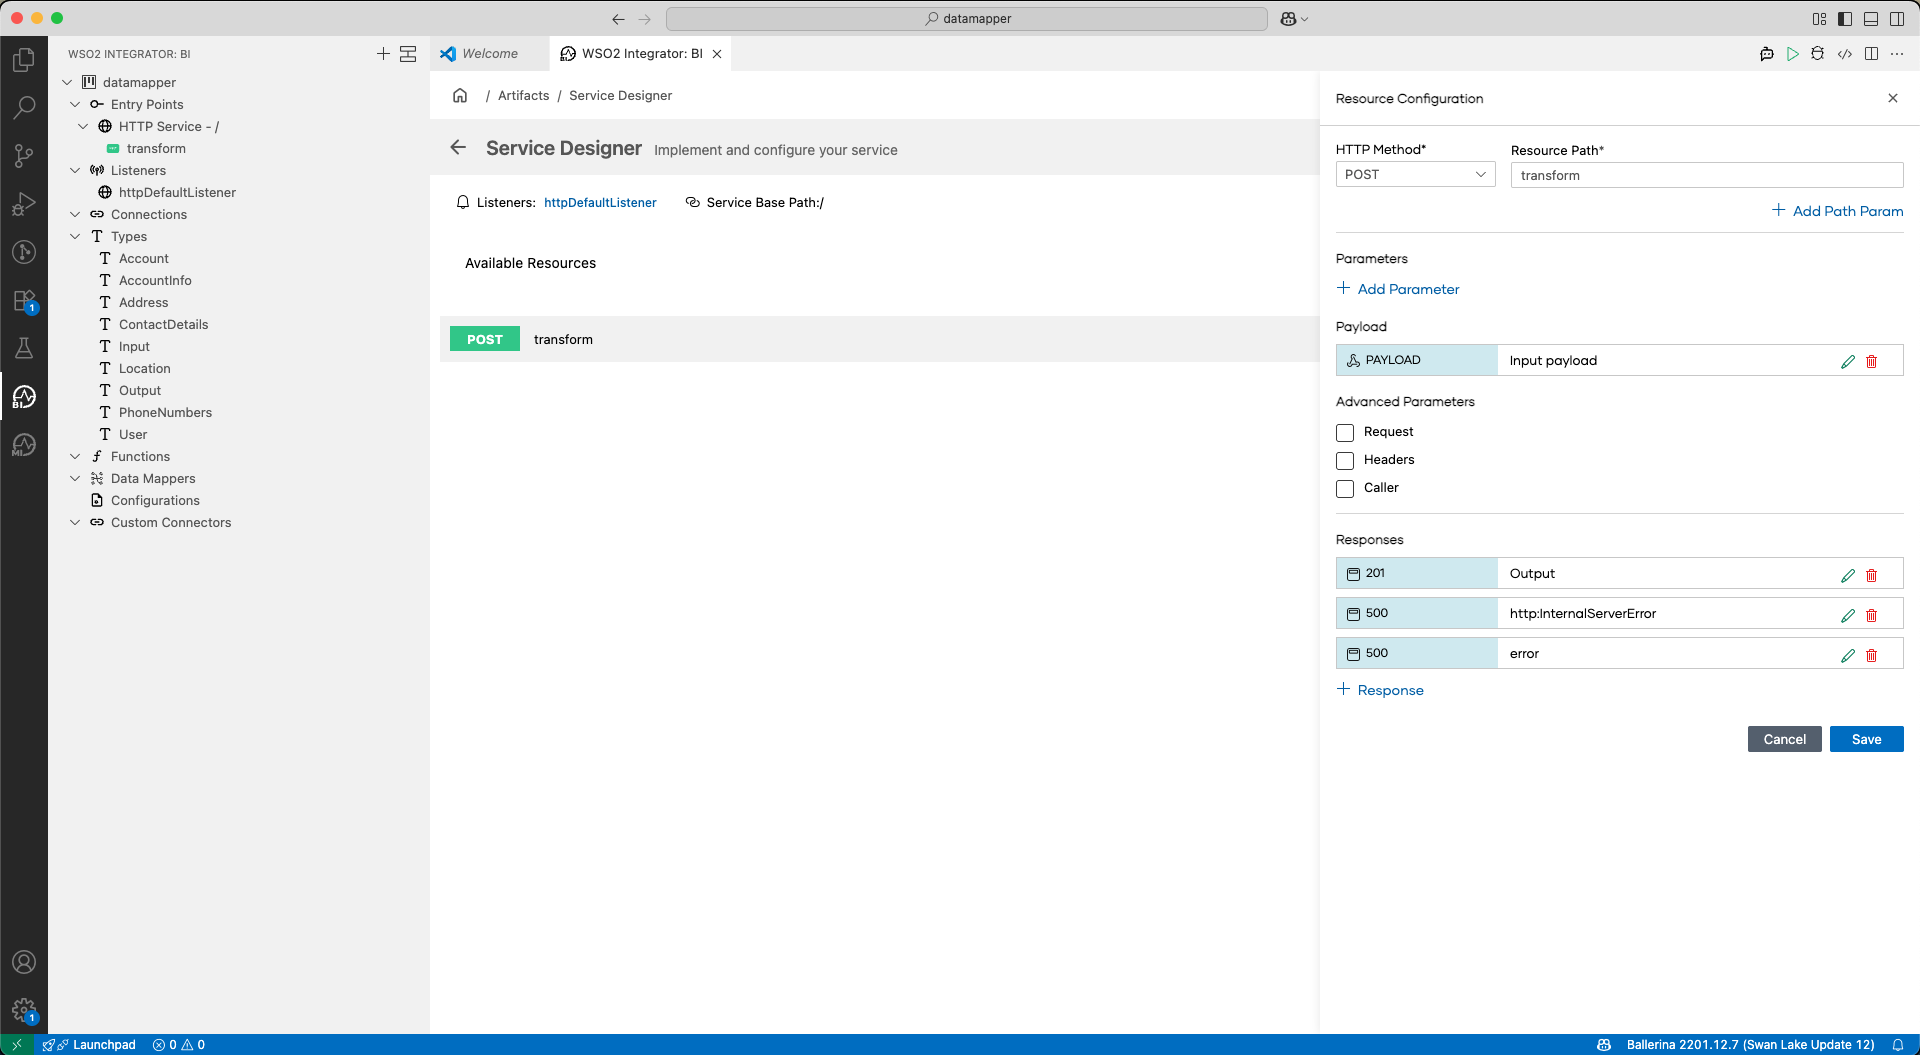 datamapper
WSO2 INTEGRATOR: BI
Welcome
WSO2 Integrator: BI
datamapper
Entry Points
HTTP Service - /
transform
Listeners
httpDefaultListener
Connections
Types
Account
AccountInfo
Address
ContactDetails
Input
Location
Output
PhoneNumbers
User
Functions
Data Mappers
Configurations
Custom Connectors
1
BI
MI
1
/ Artifacts / Service Designer
Service Designer Implement and configure your service
Listeners: httpDefaultListener Service Base Path:/
Available Resources
POST transform
Resource Configuration
HTTP Method* Resource Path*
POST transform
Add Path Param
Parameters
Add Parameter
Payload
PAYLOAD Input payload
Advanced Parameters
Request
Headers
Caller
Responses
201 Output
500 http:InternalServerError
500 error
Response
Cancel Save
Launchpad 0 0
Ballerina 2201.12.7 (Swan Lake Update 12)